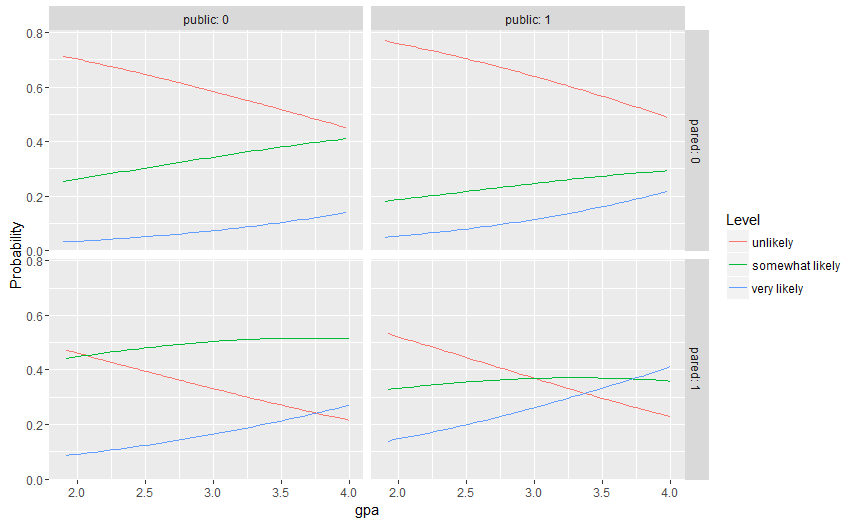 public: 0
public: 1
0.8
0.6
0.4
0.2
0.0
pared: 0
0.8
0.6
0.4
0.2
0.0
pared: 1
Probability
2.0
2.5
3.0
3.5
4.0
2.0
2.5
3.0
3.5
4.0
gpa
Level
unlikely
somewhat likely
very likely